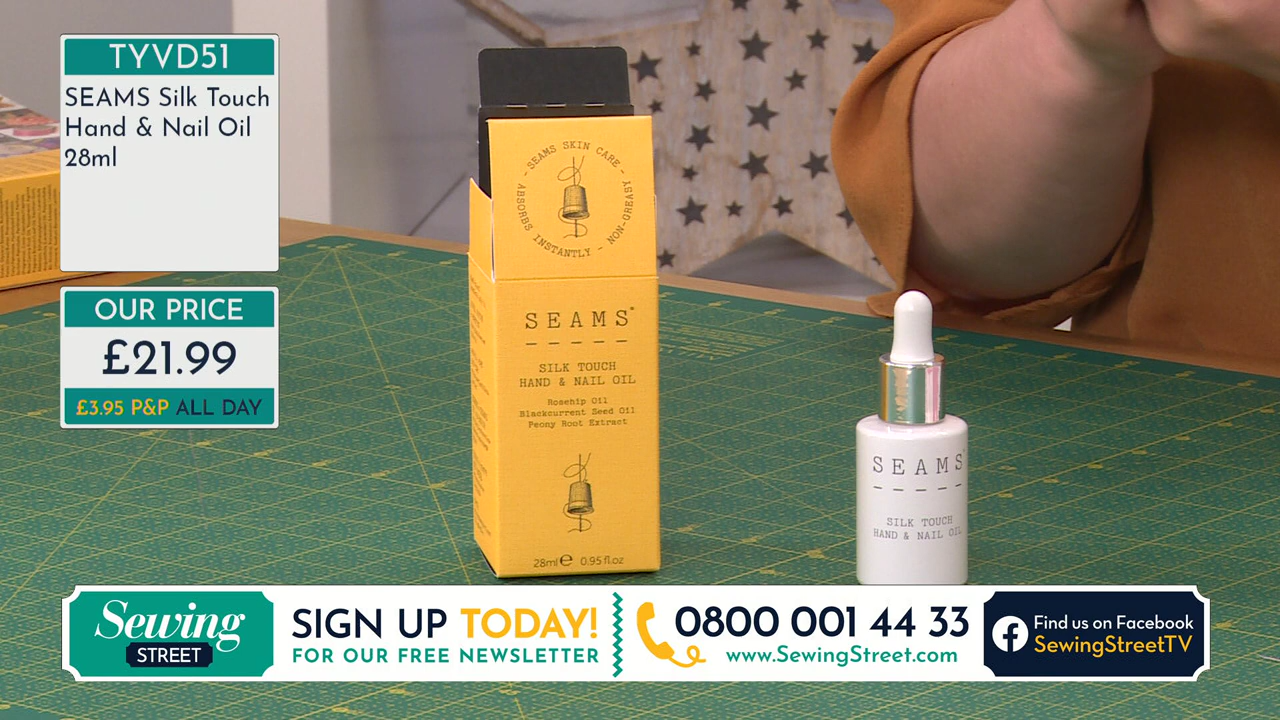 TYVD51
SEAMS Silk Touch
Hand & Nail Oil
28ml
OUR PRICE
£21.99
£3.95 P&P ALL DAY
- SEAMS SKIN CARE -
ABSORBS INSTANTLY - NON-GREASY
SEAMS®
SILK TOUCH
HAND & NAIL OIL
Rosehip Oil
Blackcurrent Seed Oil
Peony Root Extract
28ml e 0.95 fl.oz
SEAMS
SILK TOUCH
HAND & NAIL OIL
Sewing
STREET
SIGN UP TODAY!
FOR OUR FREE NEWSLETTER
0800 001 44 33
www.SewingStreet.com
Find us on Facebook
SewingStreetTV